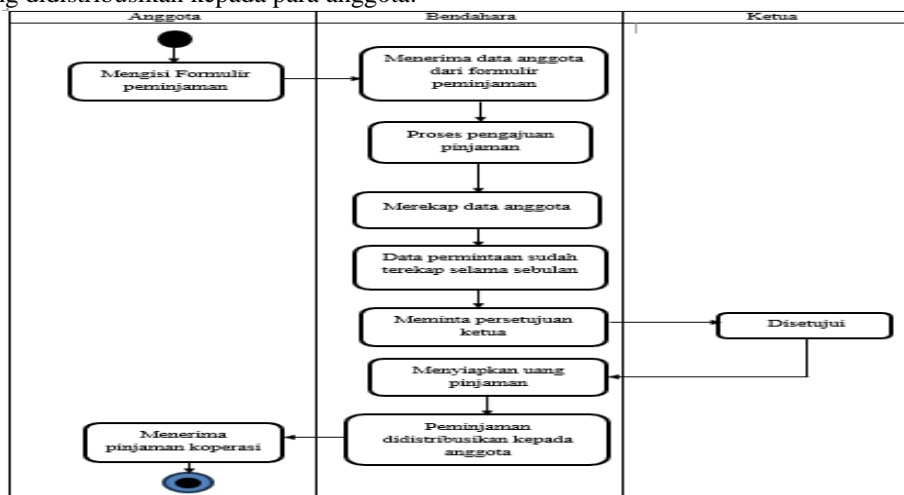 didistribusikan kepada para anggota.
Anggota
Bendahara
Ketua
Mengisi Formulir
peminjaman
Menerima data anggota
dari formulir
peminjaman
Proses pengajuan
pinjaman
Merekap data anggota
Data permintaan sudah
terekap selama sebulan
Meminta persetujuan
ketua
Disetujui
Menyiapkan uang
pinjaman
Peminjaman
didistribusikan kepada
anggota
Menerima
pinjaman koperasi